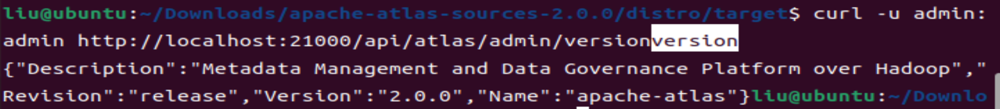 liu@ubuntu:~/Downloads/apache-atlas-sources-2.0.0/distro/target$ curl -u admin:
admin http://localhost:21000/api/atlas/admin/versionversion
{"Description":"Metadata Management and Data Governance Platform over Hadoop","
Revision":"release","Version":"2.0.0","Name":"apache-atlas"}liu@ubuntu:~/Downlo